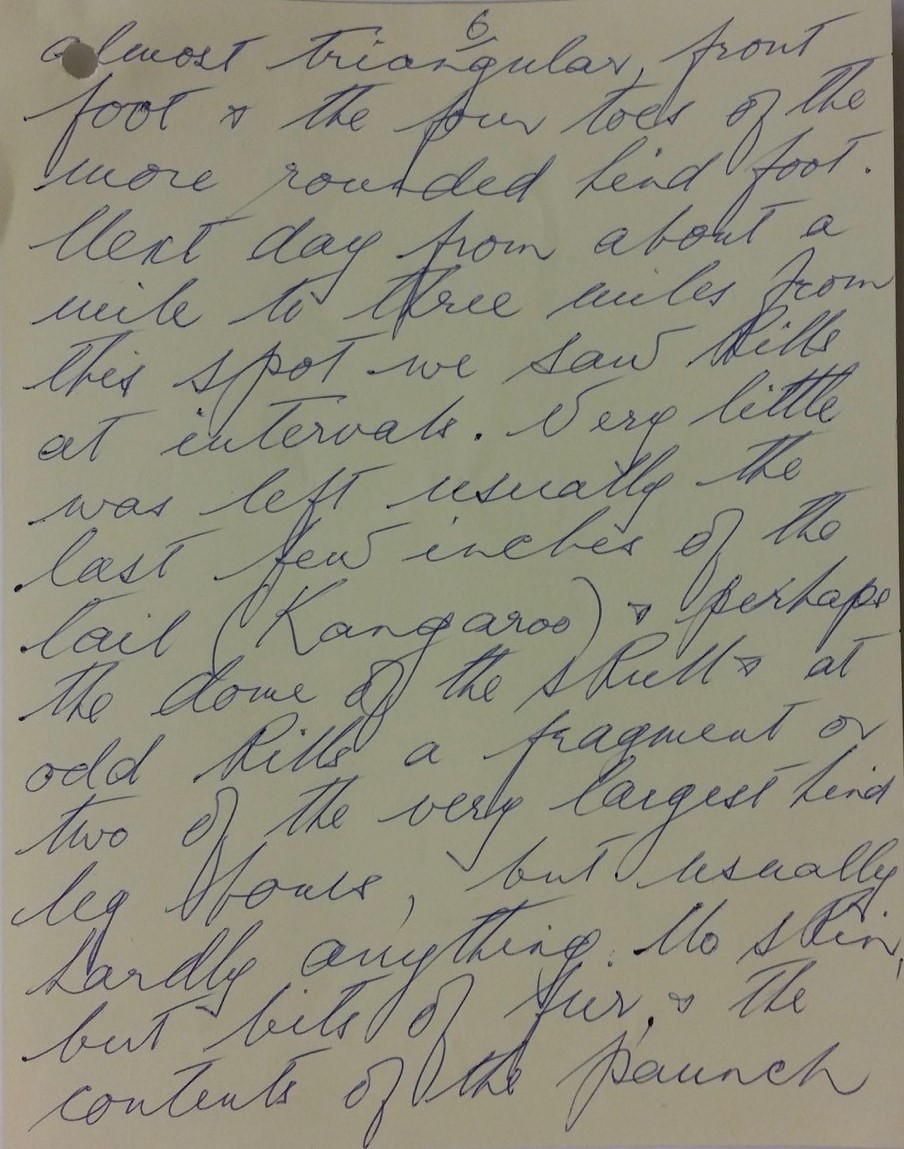 6
almost triangular, front
foot & the four toes of the
more rounded hind foot.
Next day from about a
mile to three miles from
this spot we saw kills
at intervals. Very little
was left usually the
last few inches of the
tail (Kangaroo) & perhaps
the dome of the skull & at
odd kills a fragment or
two of the very largest hind
leg bones, but usually
hardly anything. No skin,
but bits of fur, & the
contents of the paunch